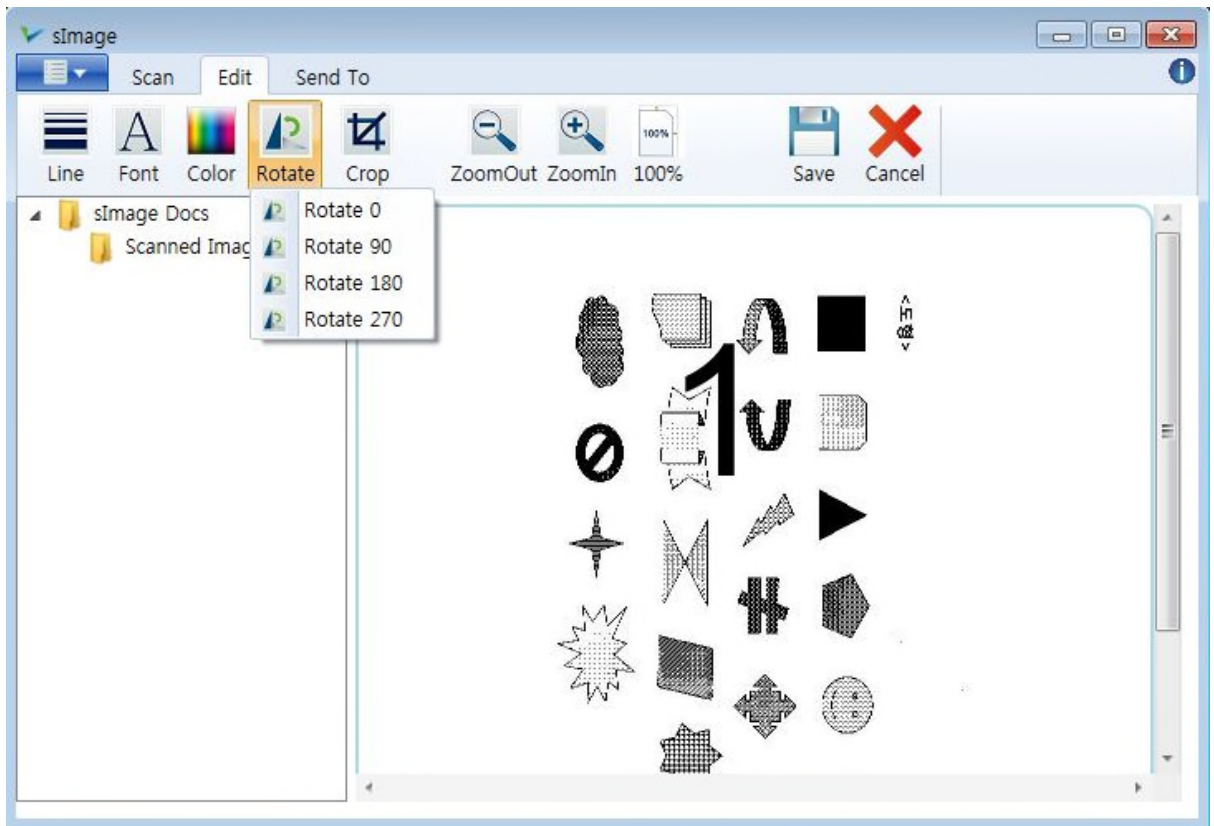 sImage
Scan Edit Send To
Line Font Color Rotate Crop ZoomOut ZoomIn 100% Save Cancel
100%
sImage Docs
Scanned Imag
Rotate 0
Rotate 90
Rotate 180
Rotate 270
1